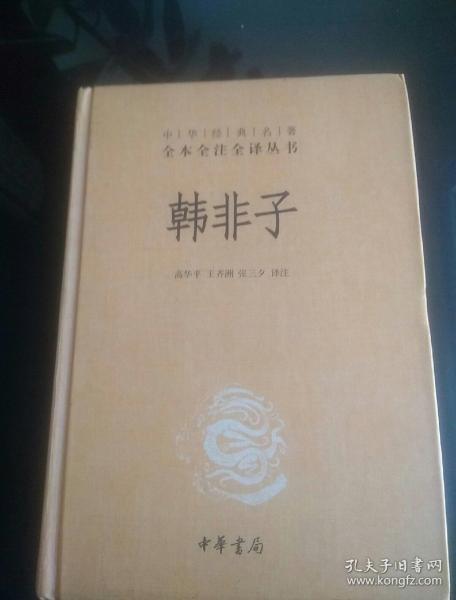 中华经典名著
全本全注全译丛书
韩非子
高华平 王齐洲 张三夕 译注
中華書局
孔夫子旧书网
www.kongfz.com